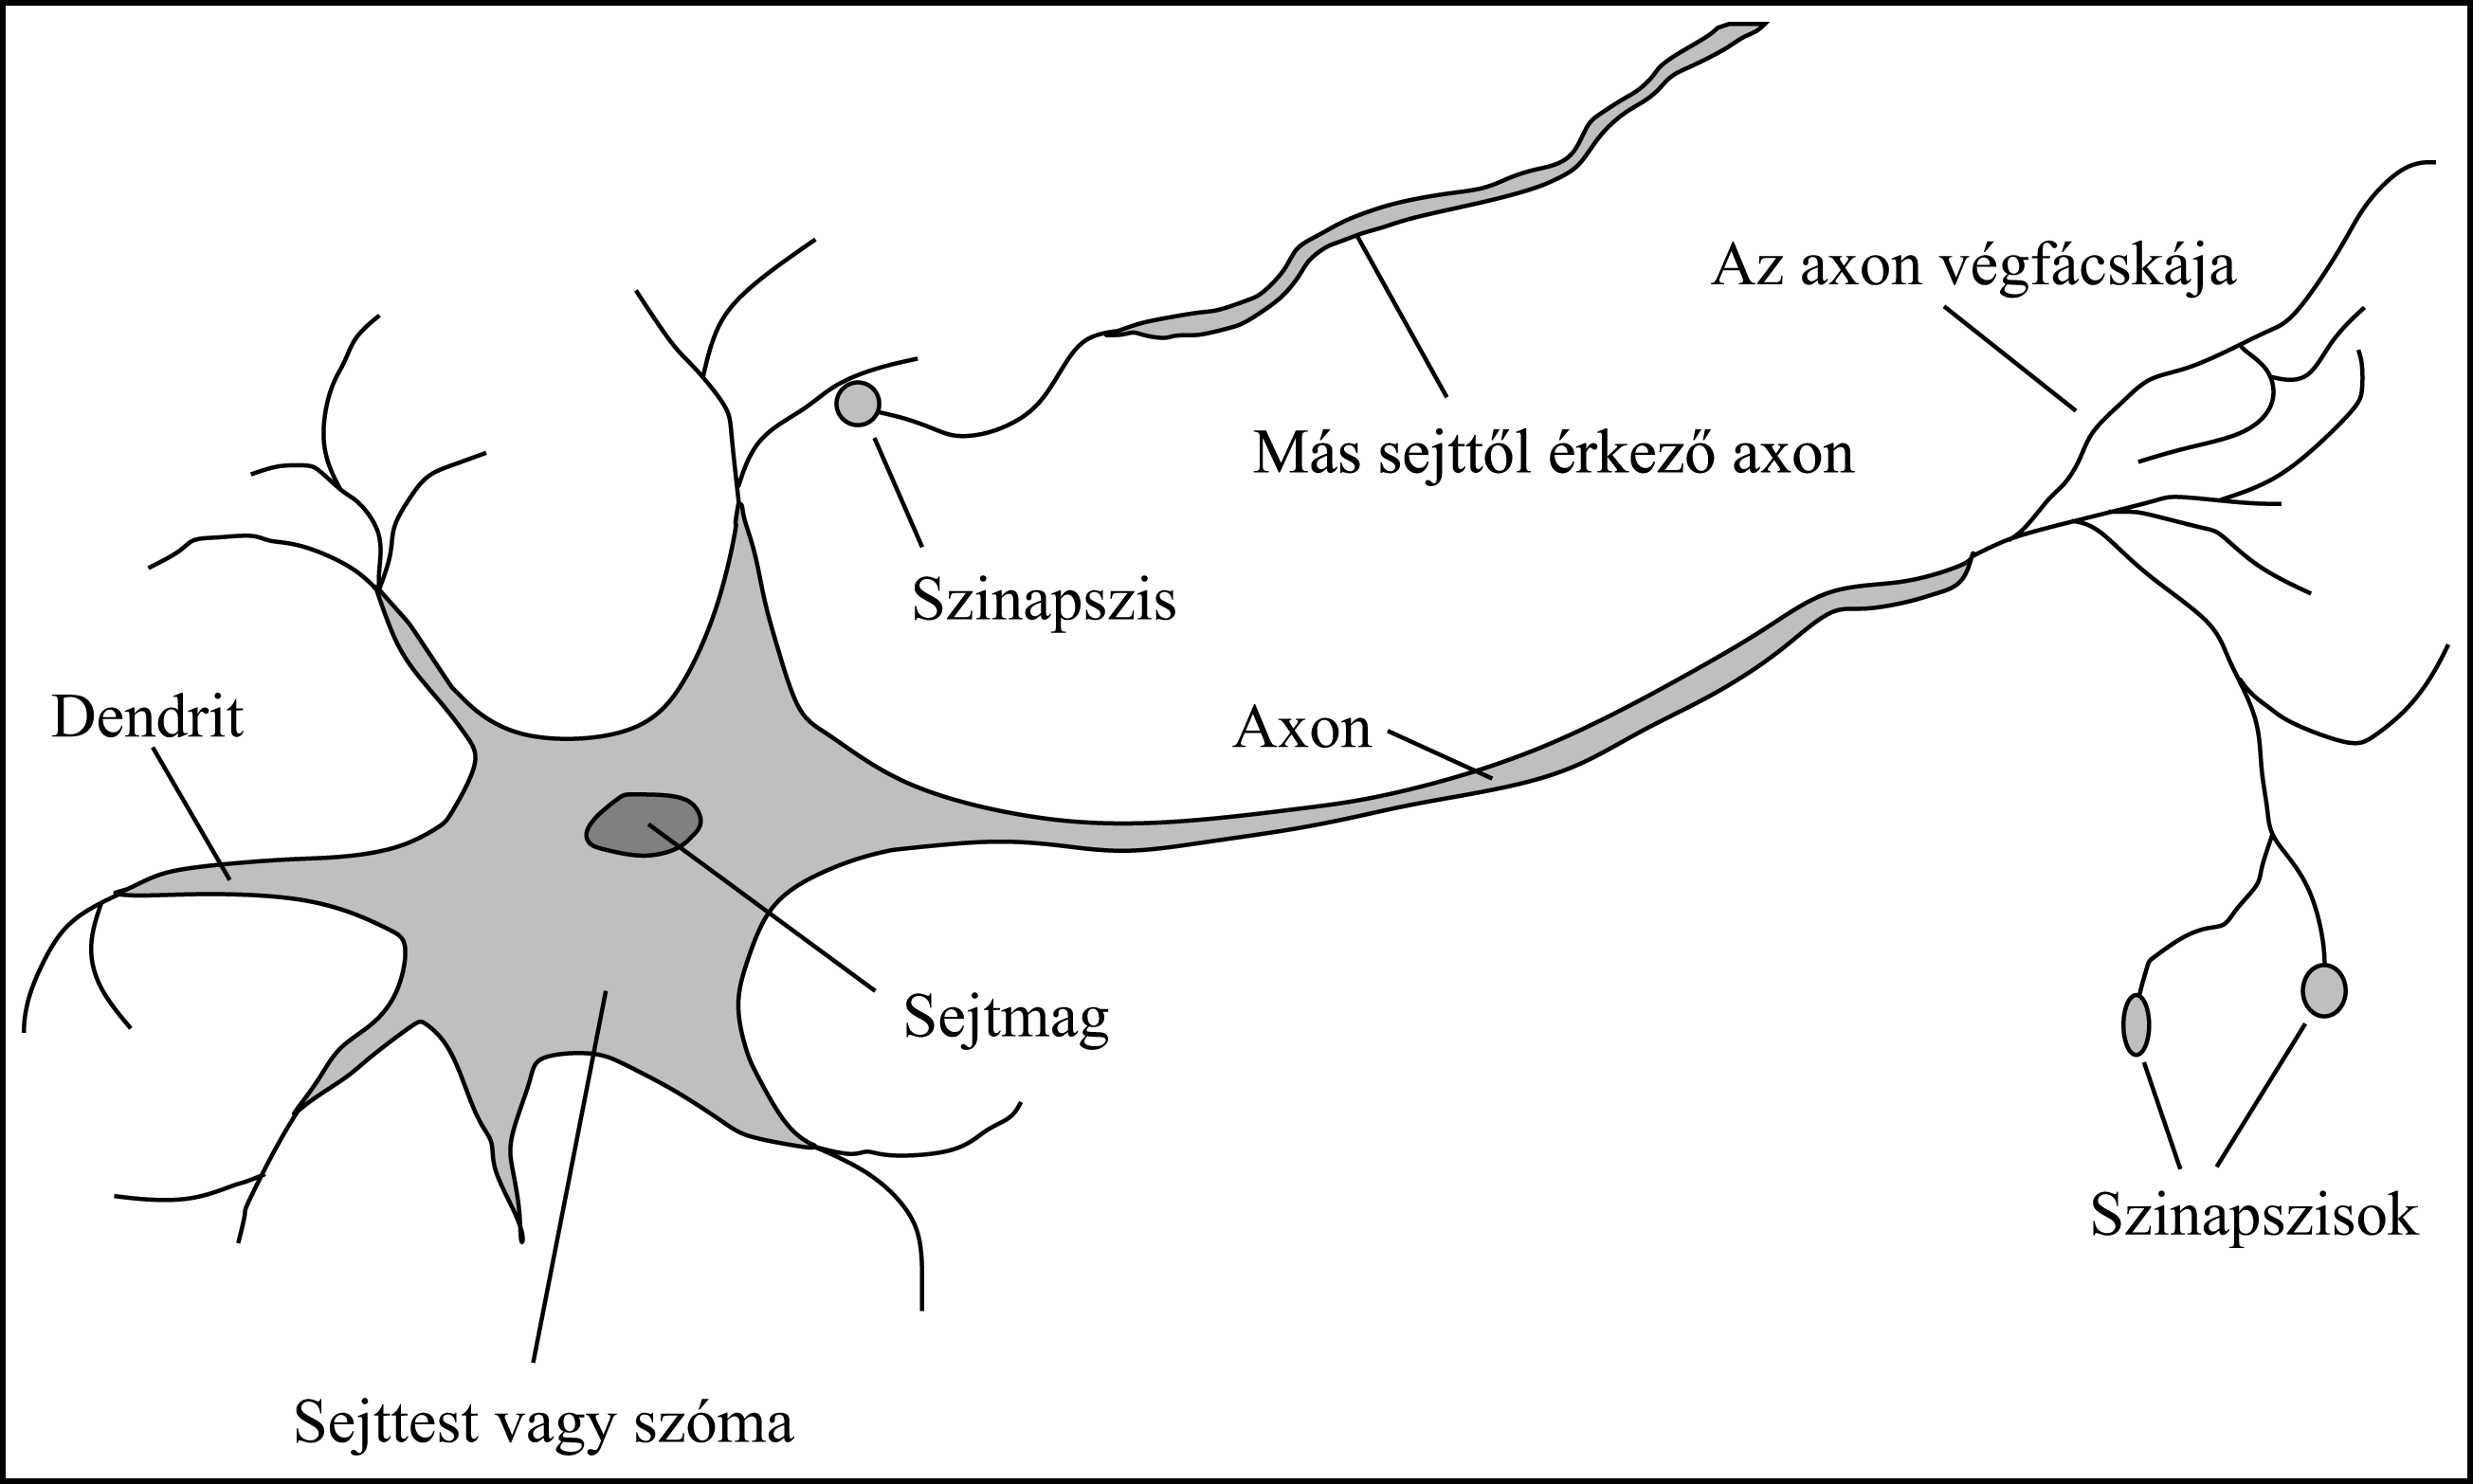 Az axon végfácskája
Más sejttől érkező axon
Szinapszis
Dendrit
Axon
Sejtmag
Szinapszisok
Sejttest vagy szóma